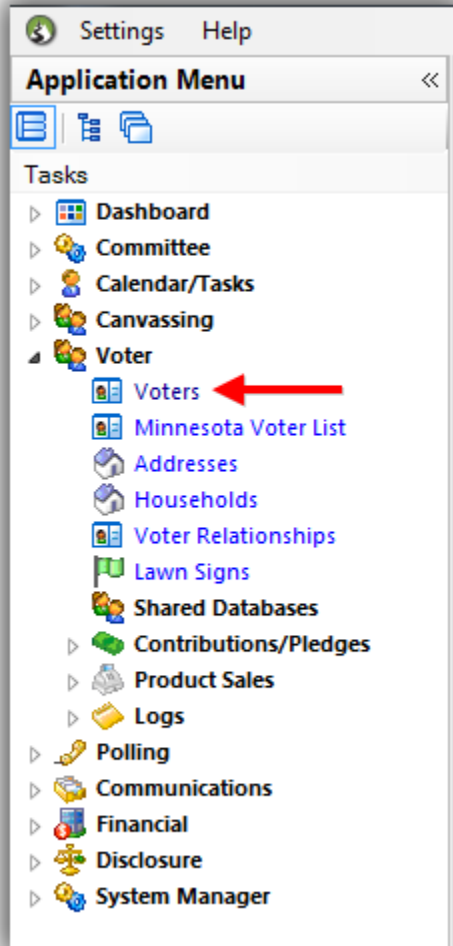 Settings Help
Application Menu «
Tasks
Dashboard
Committee
Calendar/Tasks
Canvassing
Voter
Voters
Minnesota Voter List
Addresses
Households
Voter Relationships
Lawn Signs
Shared Databases
Contributions/Pledges
Product Sales
Logs
Polling
Communications
Financial
Disclosure
System Manager